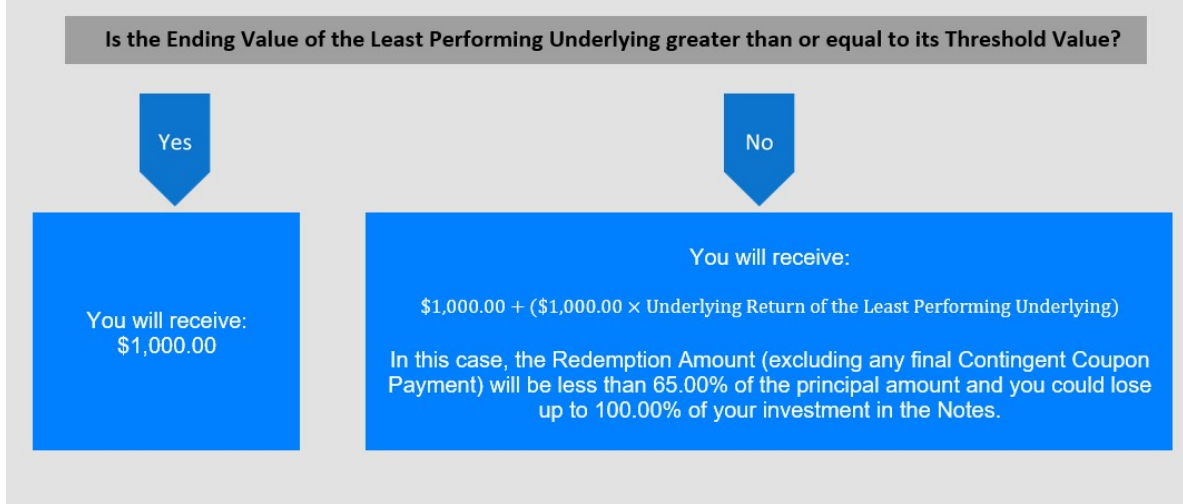 Is the Ending Value of the Least Performing Underlying greater than or equal to its Threshold Value?
Yes
No
You will receive:
$1,000.00
You will receive:
$1,000.00 + ($1,000.00 × Underlying Return of the Least Performing Underlying)
In this case, the Redemption Amount (excluding any final Contingent Coupon
Payment) will be less than 65.00% of the principal amount and you could lose
up to 100.00% of your investment in the Notes.